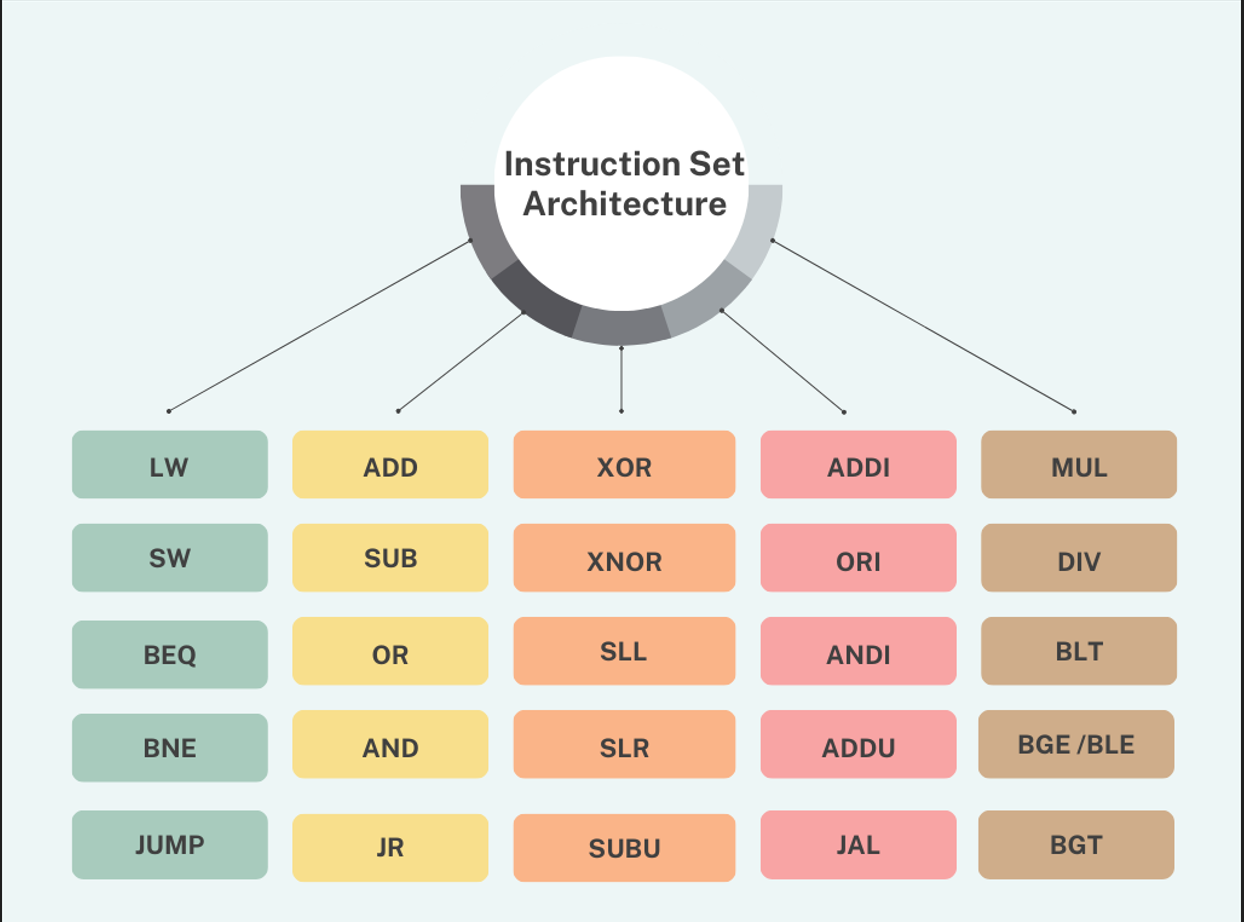 Instruction Set
Architecture
LW
ADD
XOR
ADDI
MUL
SW
SUB
XNOR
ORI
DIV
BEQ
OR
SLL
ANDI
BLT
BNE
AND
SLR
ADDU
BGE /BLE
JUMP
JR
SUBU
JAL
BGT